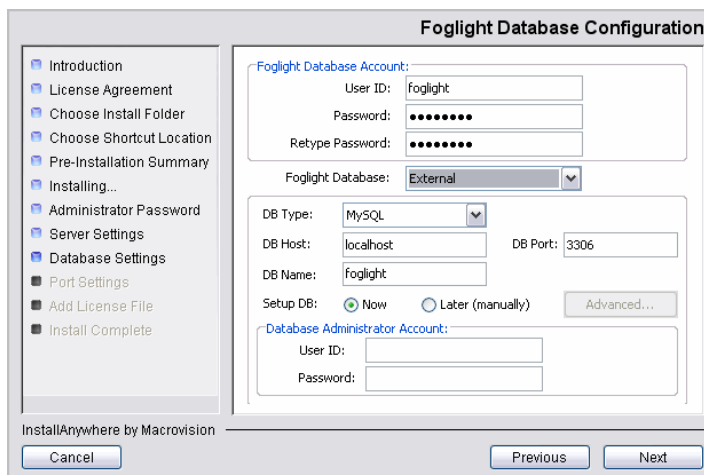 Foglight Database Configuration
Introduction
License Agreement
Choose Install Folder
Choose Shortcut Location
Pre-Installation Summary
Installing...
Administrator Password
Server Settings
Database Settings
Port Settings
Add License File
Install Complete
Foglight Database Account:
User ID: foglight
Password: ●●●●●●●●
Retype Password: ●●●●●●●●
Foglight Database: External
DB Type: MySQL
DB Host: localhost DB Port: 3306
DB Name: foglight
Setup DB: Now Later (manually) Advanced...
Database Administrator Account:
User ID:
Password:
InstallAnywhere by Macrovision
Cancel Previous Next